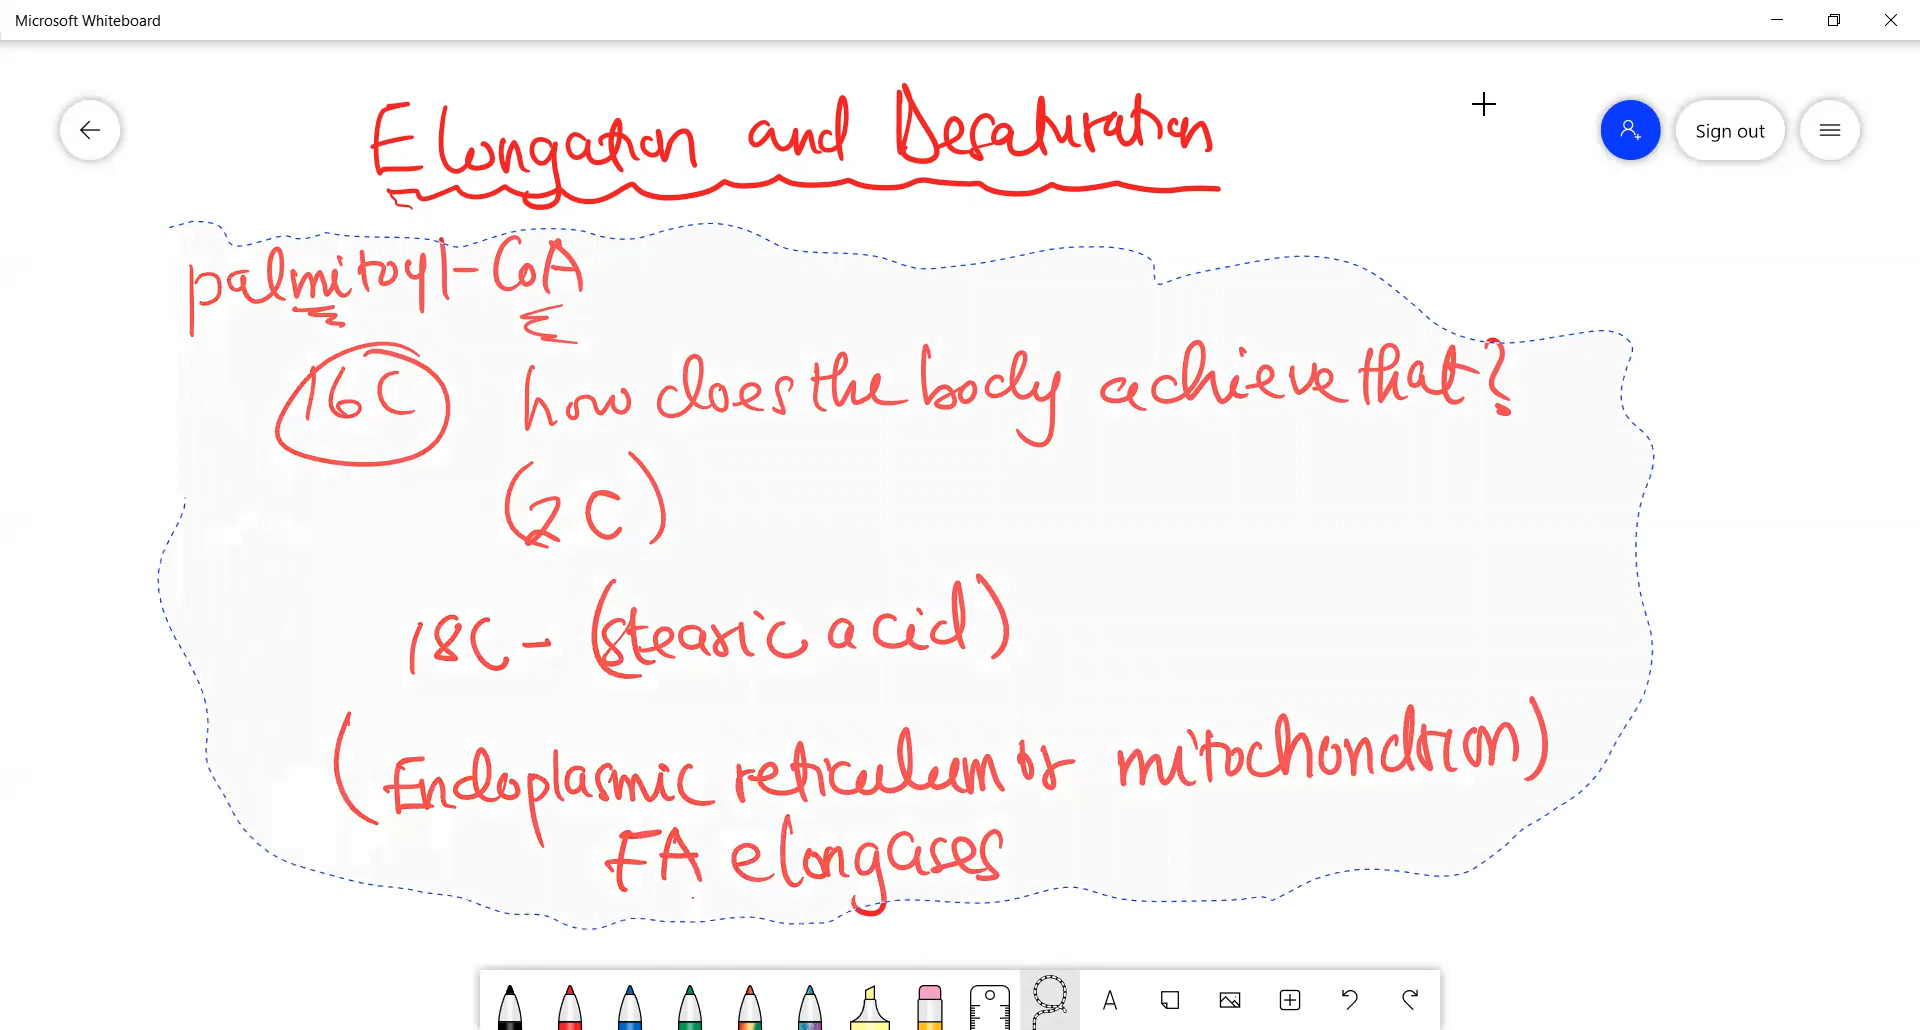 Microsoft Whiteboard
Elongation and Desaturation
Sign out
palmitoyl-CoA
16C how does the body achieve that?
(2C)
18C - (stearic acid)
(Endoplasmic reticulum or mitochondrion)
FA elongases